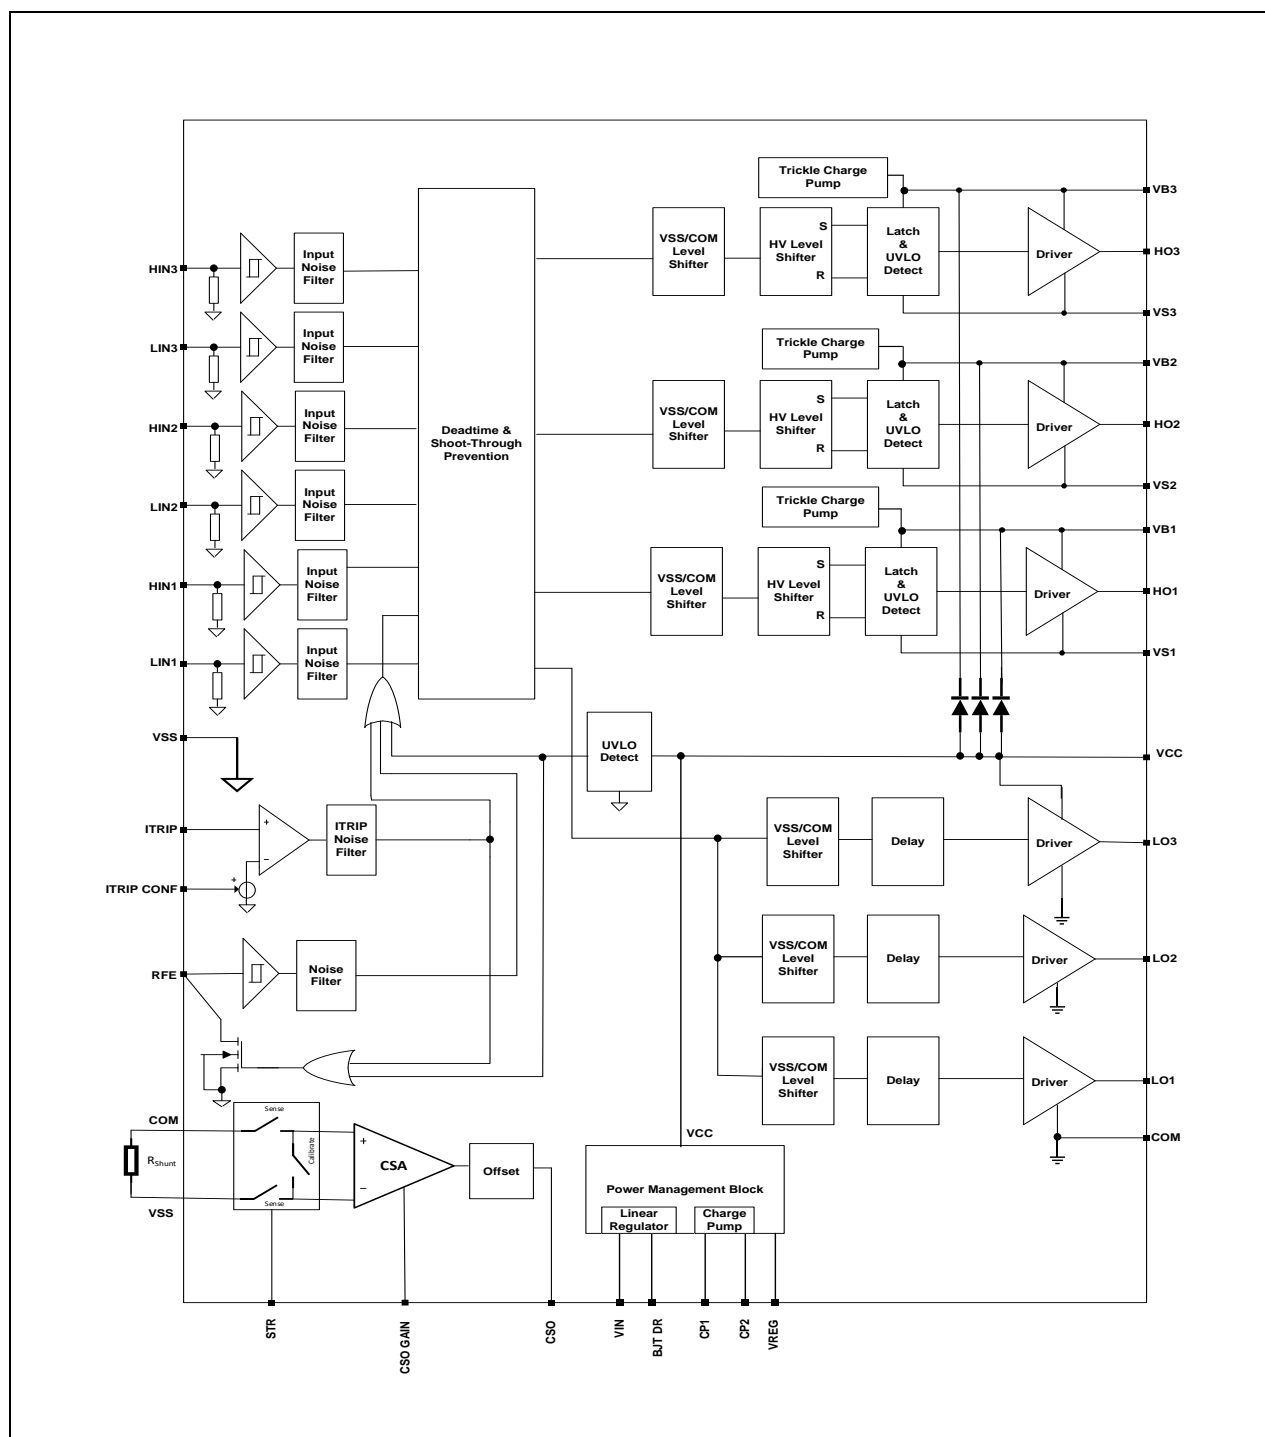 Trickle Charge
Pump
VB3
HIN3
Input
Noise
Filter
VSS/COM
Level
Shifter
S
HV Level
Shifter
R
Latch
&
UVLO
Detect
Driver
HO3
VS3
LIN3
Input
Noise
Filter
Trickle Charge
Pump
VB2
HIN2
Input
Noise
Filter
Deadtime &
Shoot-Through
Prevention
VSS/COM
Level
Shifter
S
HV Level
Shifter
R
Latch
&
UVLO
Detect
Driver
HO2
VS2
LIN2
Input
Noise
Filter
Trickle Charge
Pump
VB1
HIN1
Input
Noise
Filter
VSS/COM
Level
Shifter
S
HV Level
Shifter
R
Latch
&
UVLO
Detect
Driver
HO1
VS1
LIN1
Input
Noise
Filter
VSS
UVLO
Detect
VCC
ITRIP
+
−
ITRIP
Noise
Filter
VSS/COM
Level
Shifter
Delay
Driver
LO3
ITRIP CONF
+
RFE
Noise
Filter
VSS/COM
Level
Shifter
Delay
Driver
LO2
VSS/COM
Level
Shifter
Delay
Driver
LO1
COM
COM
RShunt
VSS
Sense
Calibrate
Sense
+
CSA
−
Offset
VCC
Power Management Block
Linear
Regulator
Charge
Pump
STR
CSO GAIN
CSO
VIN
BJT DR
CP1
CP2
VREG